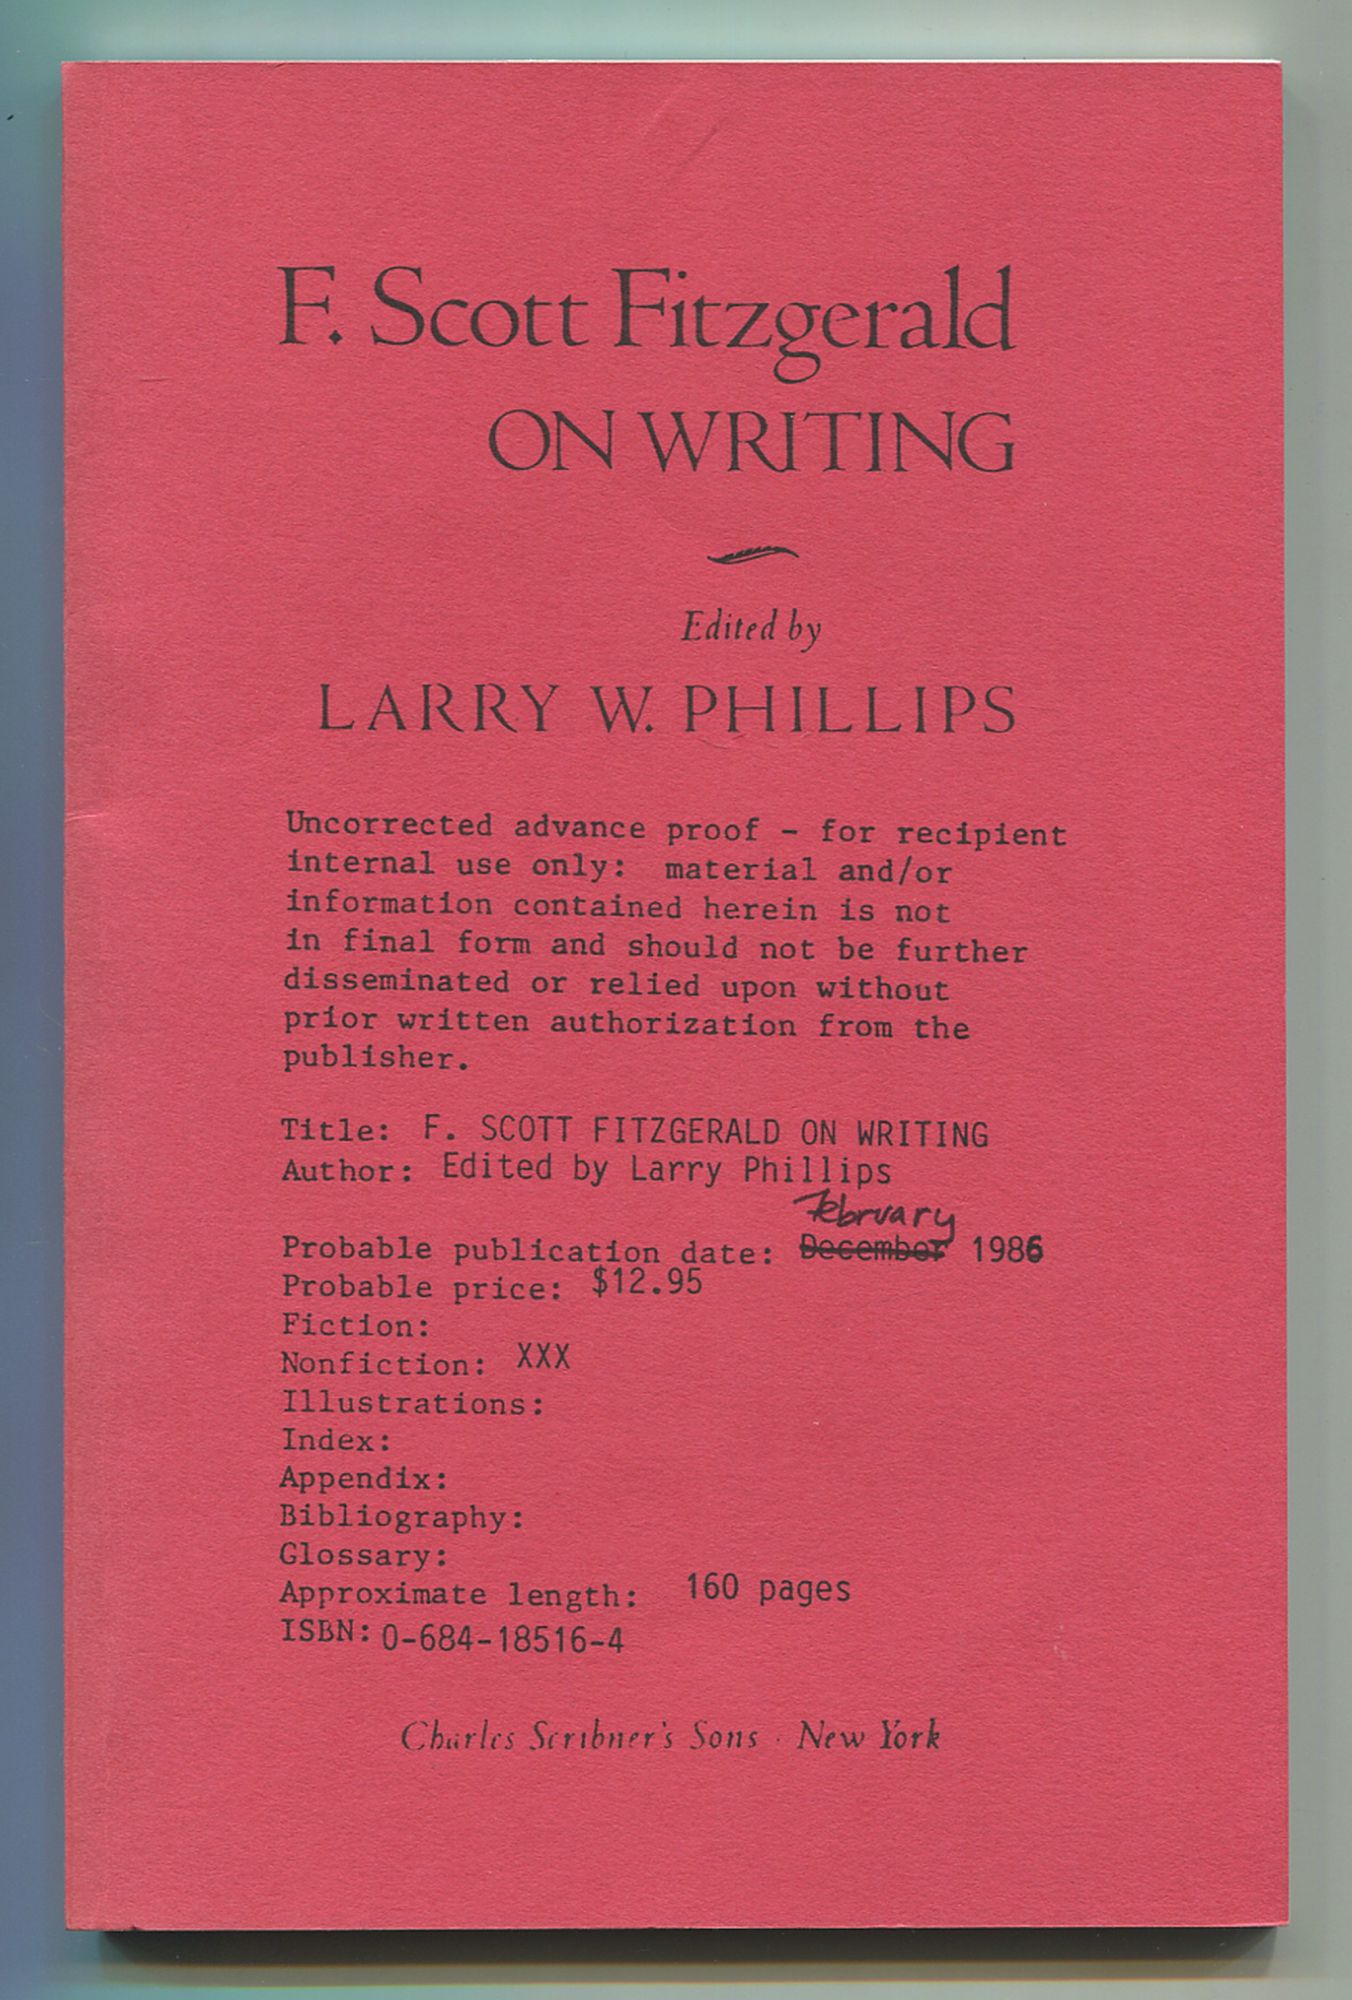 F. Scott Fitzgerald
ON WRITING
Edited by
LARRY W. PHILLIPS
Uncorrected advance proof - for recipient
internal use only: material and/or
information contained herein is not
in final form and should not be further
disseminated or relied upon without
prior written authorization from the
publisher.
Title: F. SCOTT FITZGERALD ON WRITING
Author: Edited by Larry Phillips
February
Probable publication date: December 1986
Probable price: $12.95
Fiction:
Nonfiction: XXX
Illustrations:
Index:
Appendix:
Bibliography:
Glossary:
Approximate length: 160 pages
ISBN: 0-684-18516-4
Charles Scribner's Sons · New York